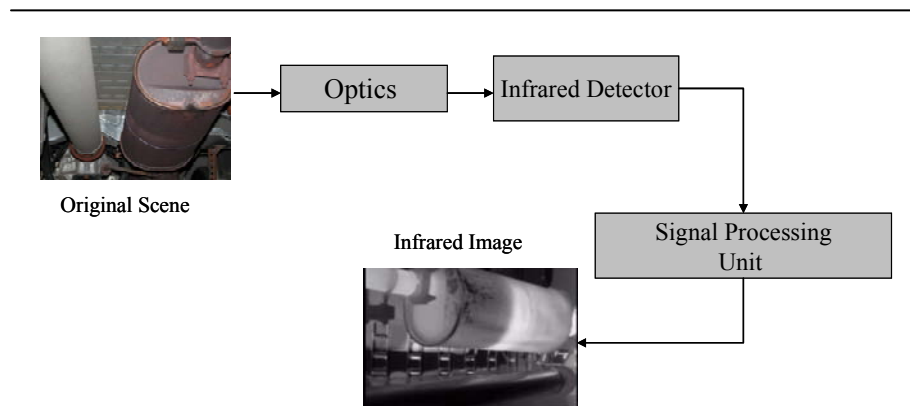 Optics
Infrared Detector
Original Scene
Signal Processing
Unit
Infrared Image